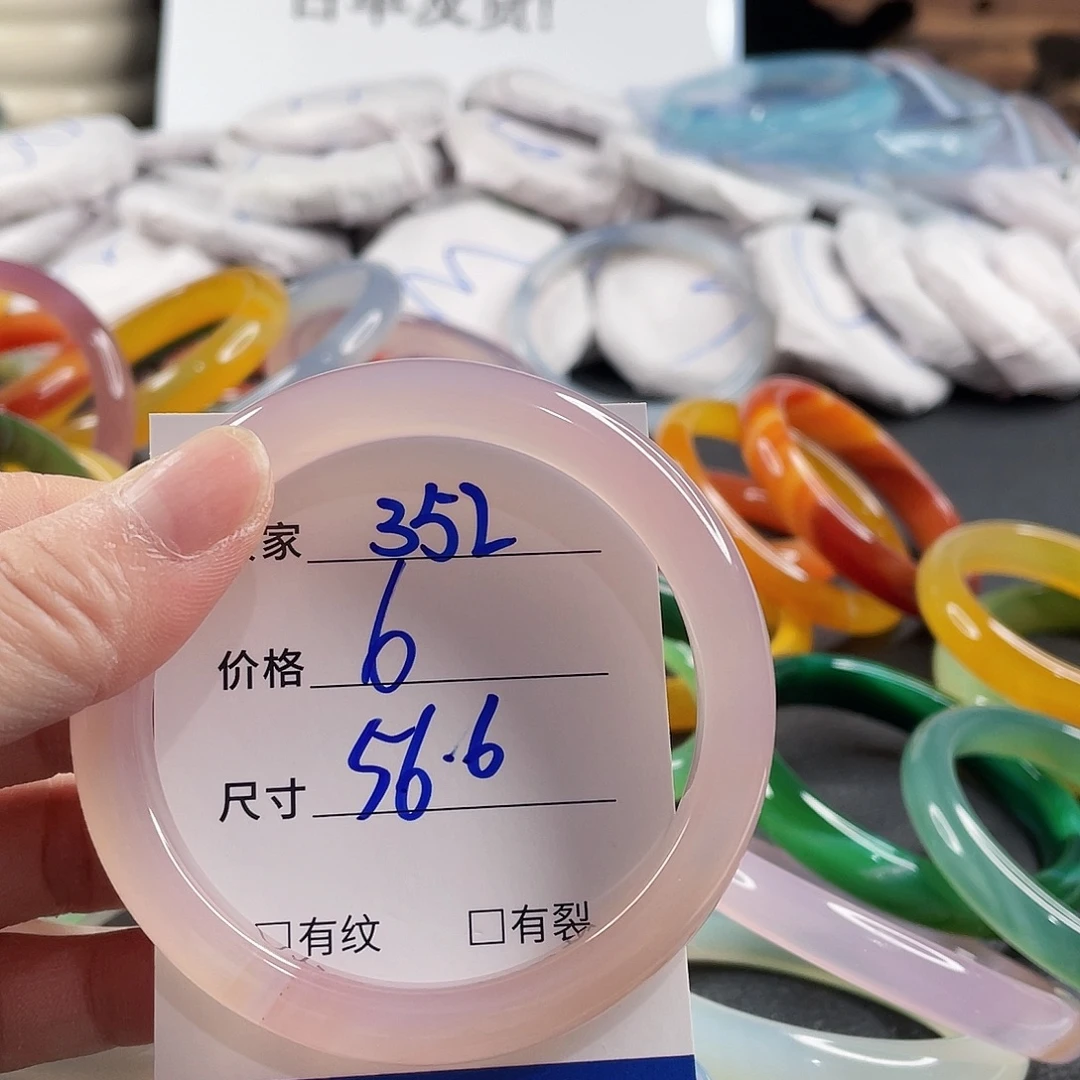 家 352
价格 6
尺寸 56.6
□有纹 □有裂